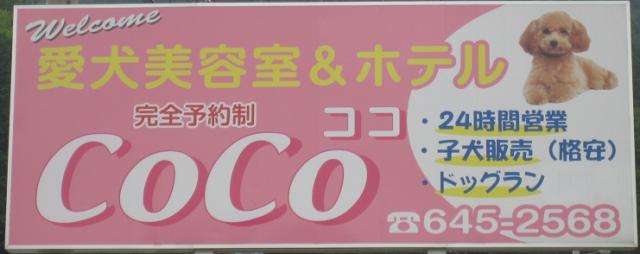 Welcome
愛犬美容室&ホテル
完全予約制
ココ
CoCo
・24時間営業
・子犬販売（格安）
・ドッグラン
☎645-2568